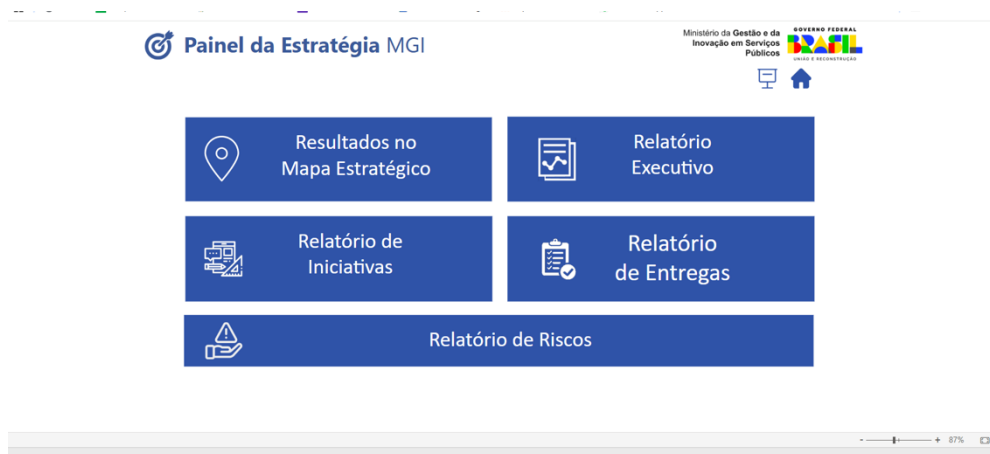 Painel da Estratégia MGI
Ministério da Gestão e da
Inovação em Serviços
Públicos
GOVERNO FEDERAL
BRASIL
UNIÃO E RECONSTRUÇÃO
Resultados no
Mapa Estratégico
Relatório
Executivo
Relatório de
Iniciativas
Relatório
de Entregas
Relatório de Riscos
- + 87%